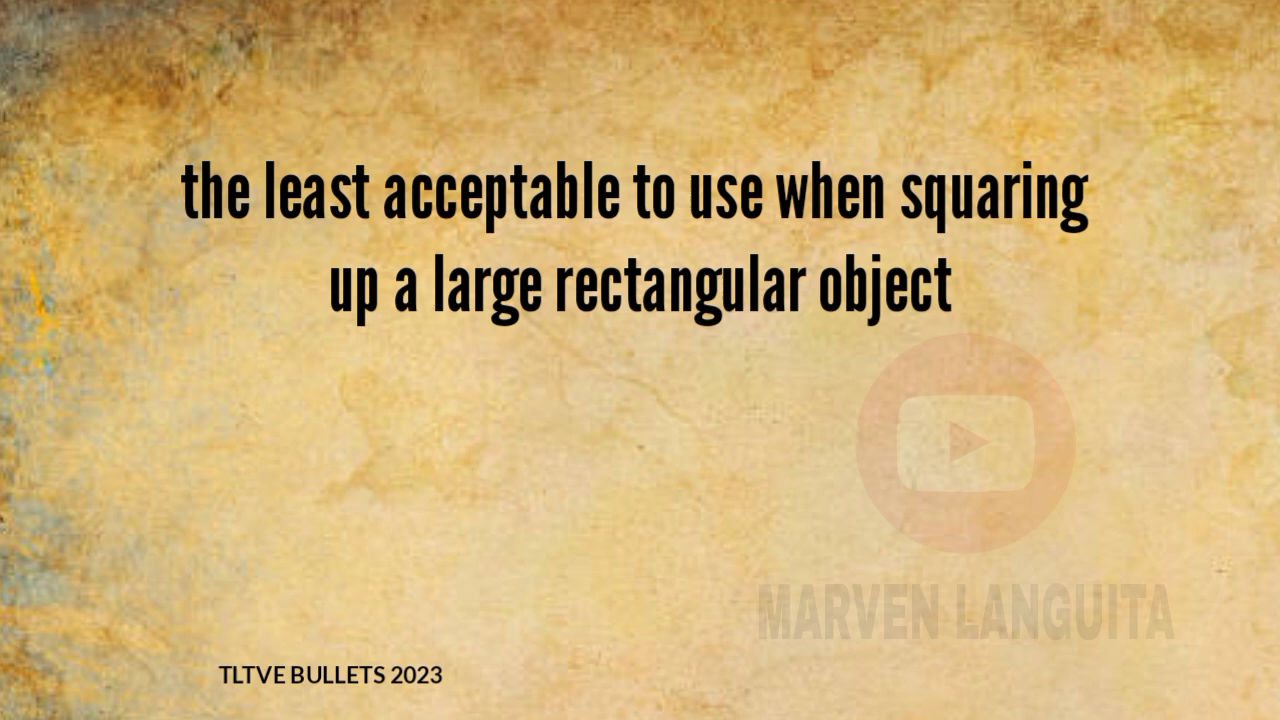 the least acceptable to use when squaring
up a large rectangular object
MARVEN LANGUITA
TLTVE BULLETS 2023